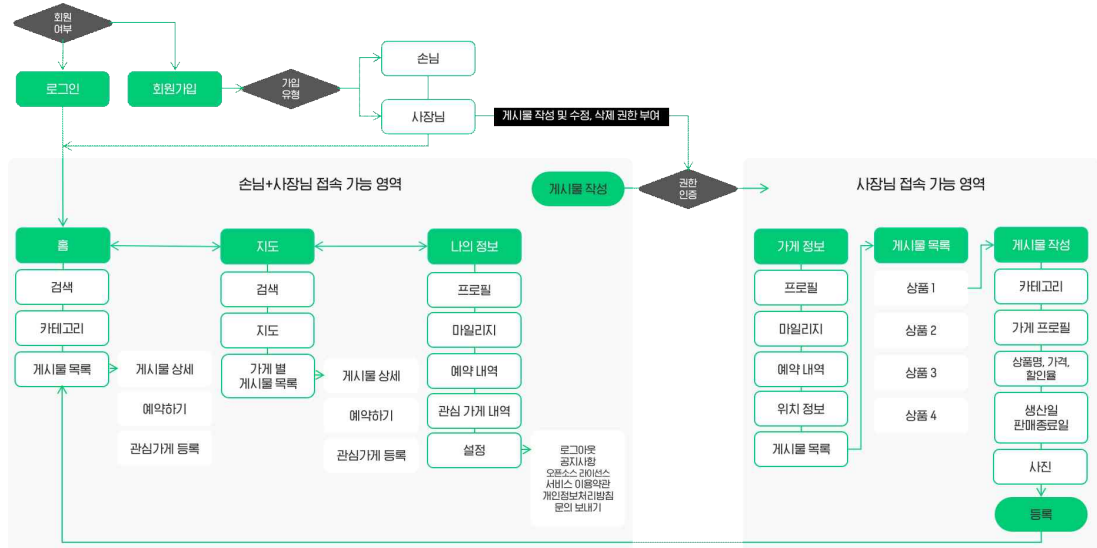 회원
여부
로그인
회원가입
가입
유형
손님
사장님
게시물 작성 및 수정, 삭제 권한 부여
손님+사장님 접속 가능 영역
게시물 작성
권한
인증
사장님 접속 가능 영역
홈
검색
카테고리
게시물 목록
게시물 상세
예약하기
관심가게 등록
지도
검색
지도
가게 별
게시물 목록
게시물 상세
예약하기
관심가게 등록
나의 정보
프로필
마일리지
예약 내역
관심 가게 내역
설정
로그아웃
공지사항
오픈소스 라이선스
서비스 이용약관
개인정보처리방침
문의 보내기
가게 정보
프로필
마일리지
예약 내역
위치 정보
게시물 목록
게시물 목록
상품 1
상품 2
상품 3
상품 4
게시물 작성
카테고리
가게 프로필
상품명, 가격,
할인율
생산일
판매종료일
사진
등록